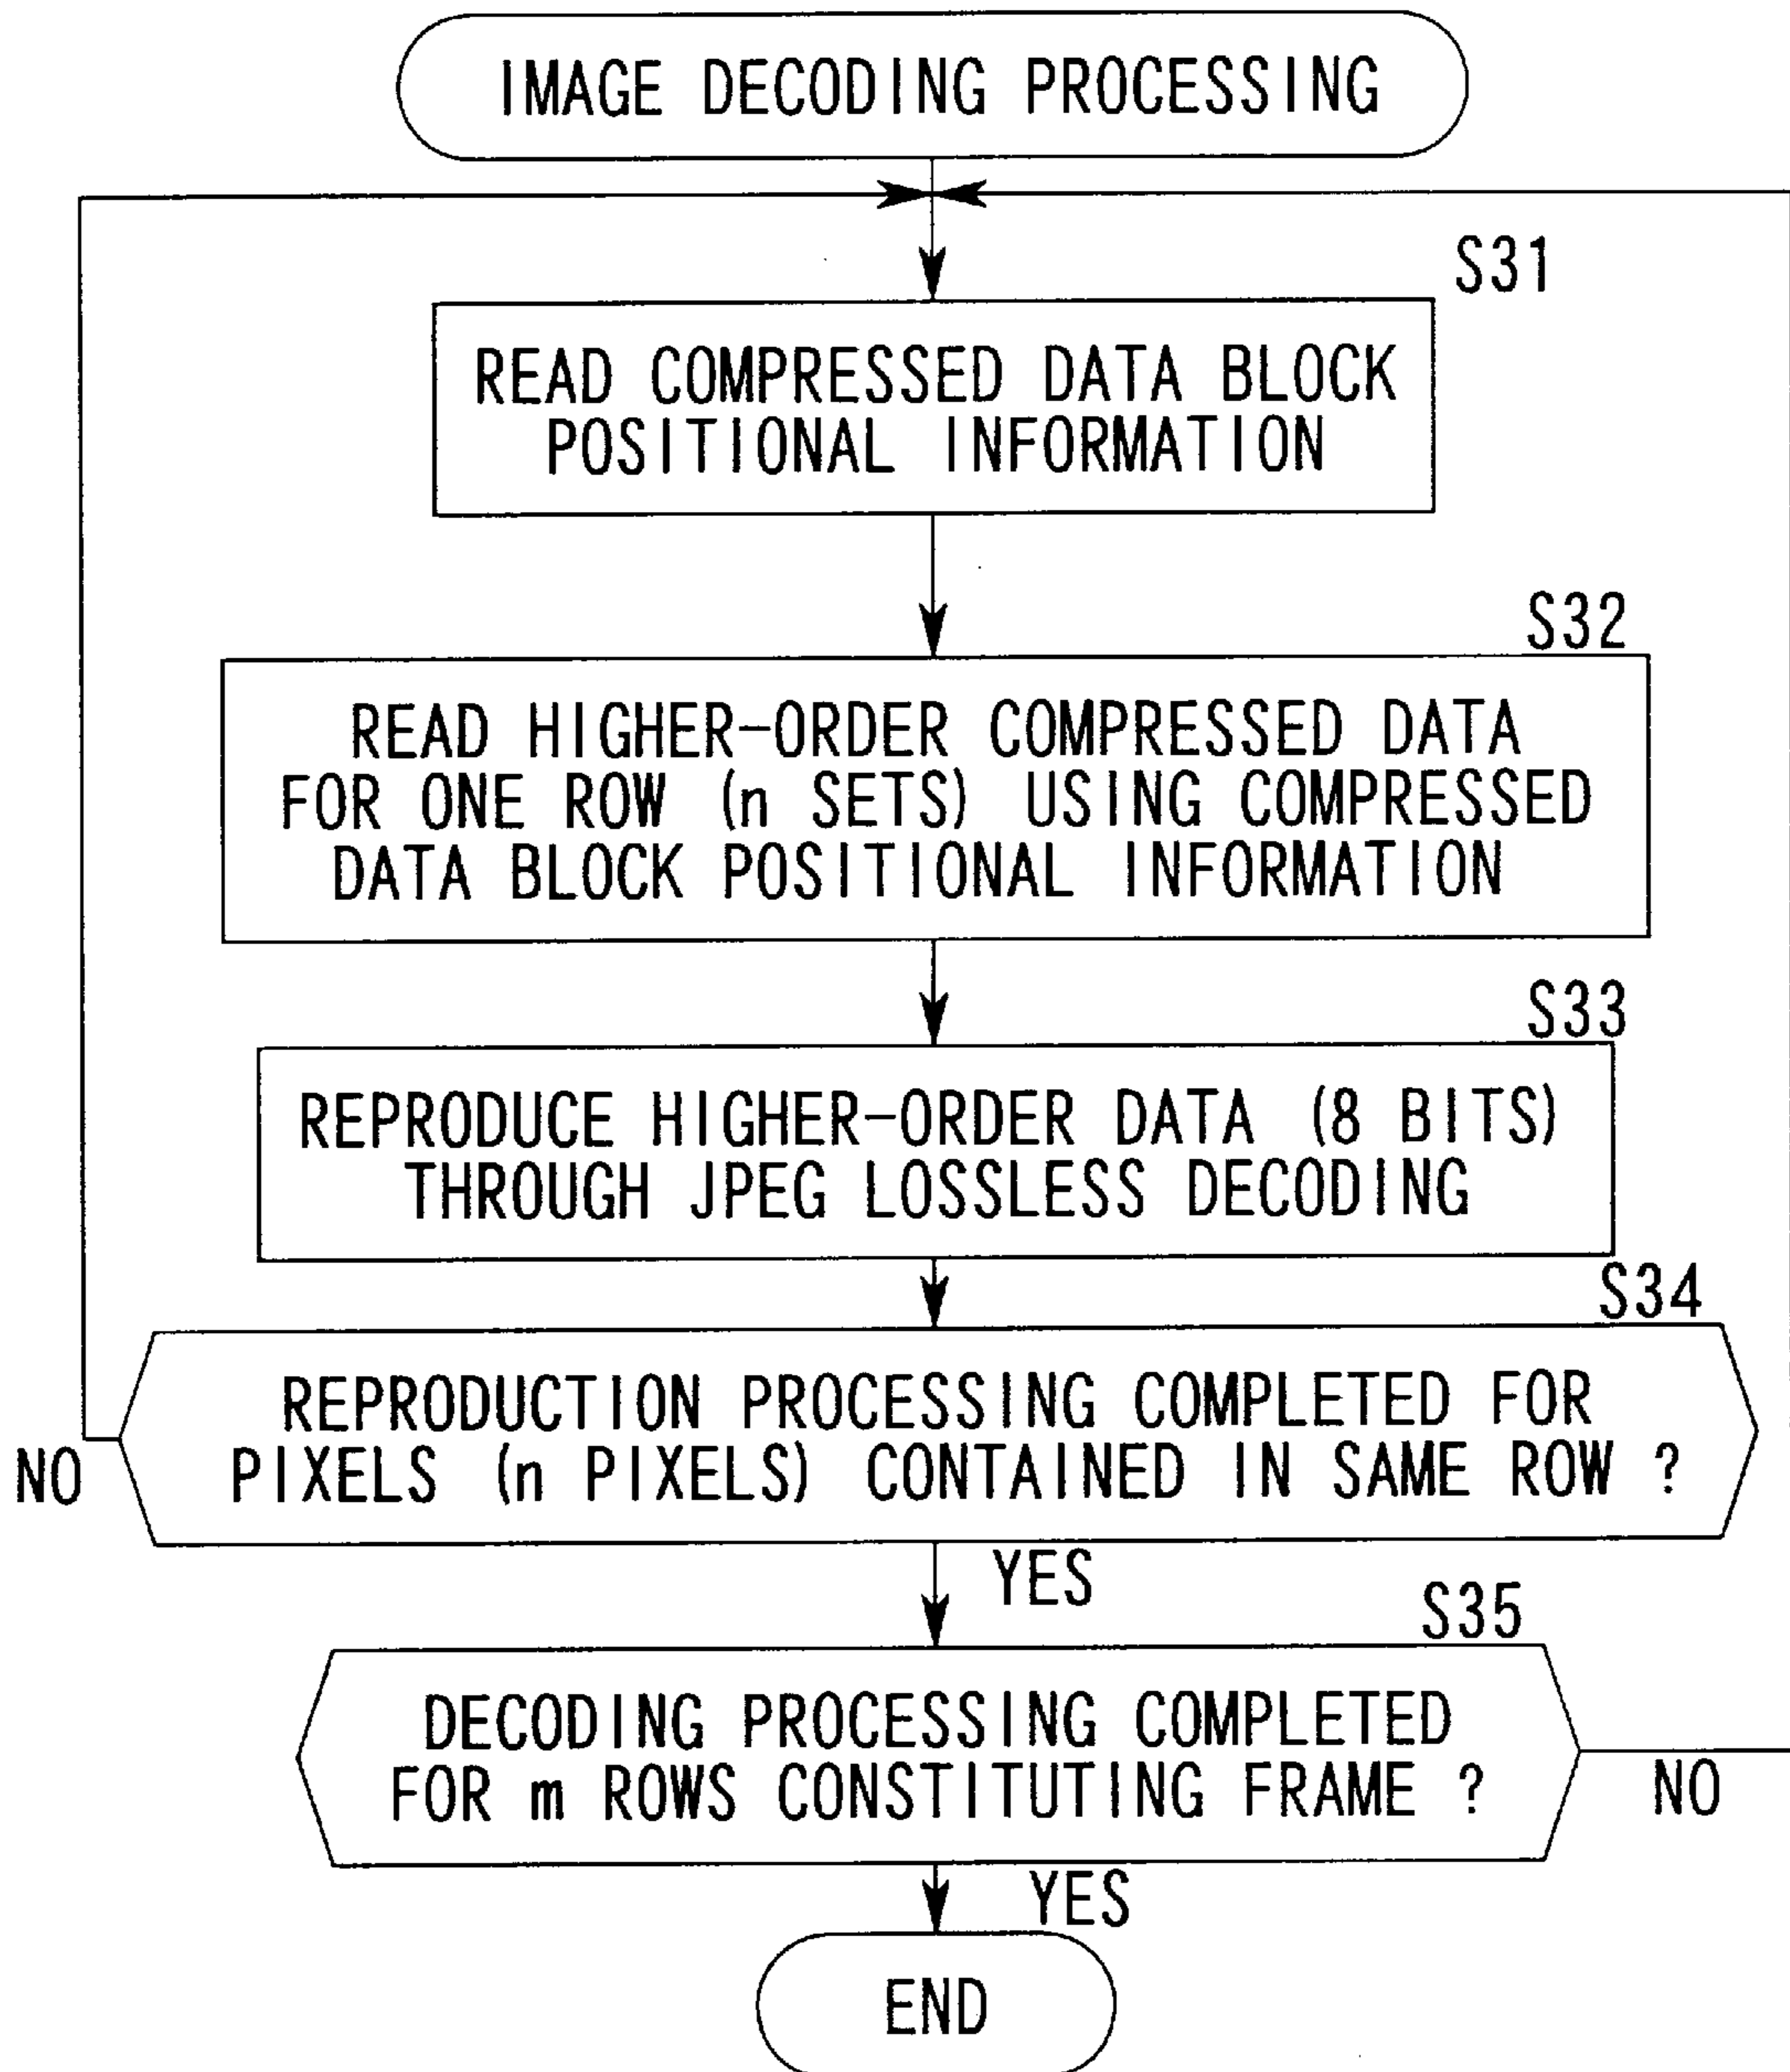 IMAGE DECODING PROCESSING
S31
READ COMPRESSED DATA BLOCK
POSITIONAL INFORMATION
S32
READ HIGHER-ORDER COMPRESSED DATA
FOR ONE ROW (n SETS) USING COMPRESSED
DATA BLOCK POSITIONAL INFORMATION
S33
REPRODUCE HIGHER-ORDER DATA (8 BITS)
THROUGH JPEG LOSSLESS DECODING
S34
REPRODUCTION PROCESSING COMPLETED FOR
PIXELS (n PIXELS) CONTAINED IN SAME ROW ?
NO
YES
S35
DECODING PROCESSING COMPLETED
FOR m ROWS CONSTITUTING FRAME ?
NO
YES
END